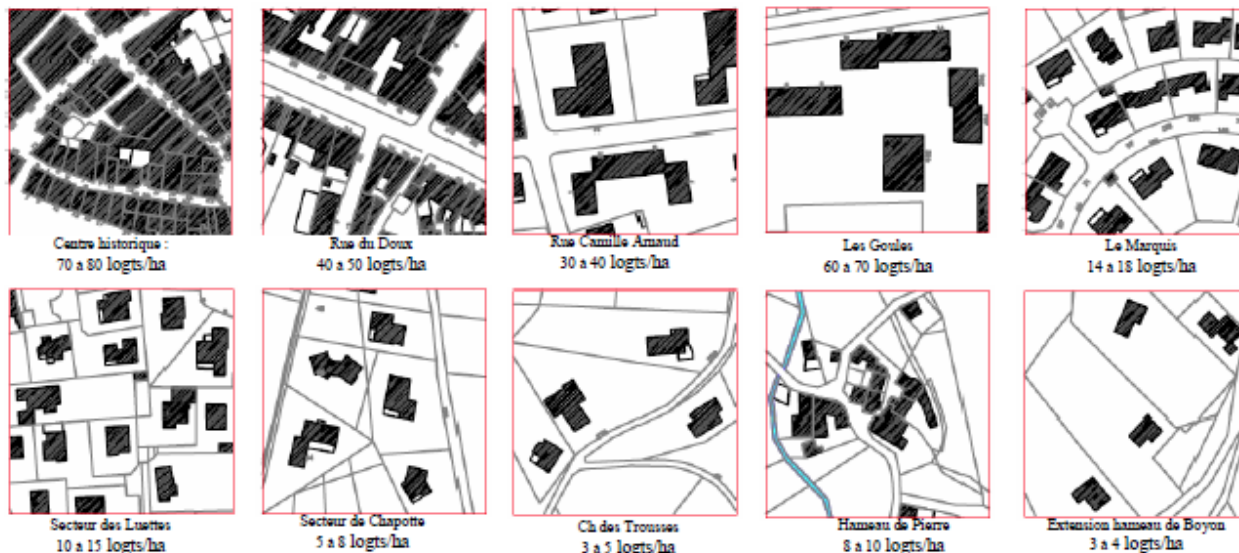 Centre historique :
70 a 80 logts/ha
Rue du Doux
40 a 50 logts/ha
Rue Camille Arnaud
30 a 40 logts/ha
Les Goules
60 a 70 logts/ha
Le Marquis
14 a 18 logts/ha
Secteur des Luettes
10 a 15 logts/ha
Secteur de Chapotte
5 a 8 logts/ha
Ch des Trousses
3 a 5 logts/ha
Hameau de Pierre
8 a 10 logts/ha
Extension hameau de Boyon
3 a 4 logts/ha